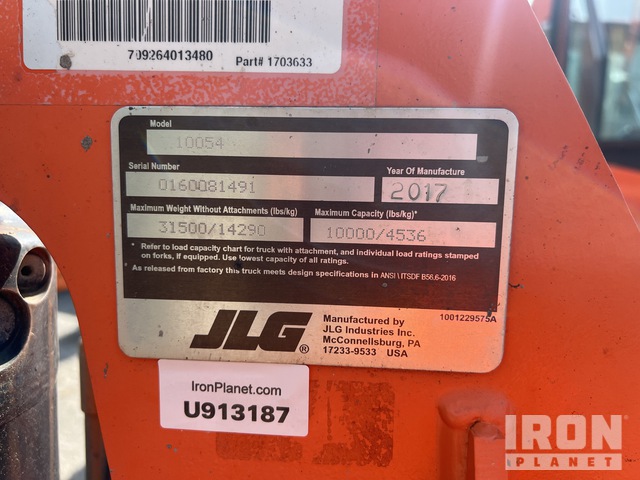 709264013480 Part# 1703633
Model
10054
Serial Number Year Of Manufacture
0160081491 2017
Maximum Weight Without Attachments (lbs/kg) Maximum Capacity (lbs/kg)*
31500/14290 10000/4536
* Refer to load capacity chart for truck with attachment, and individual load ratings stamped
on forks, if equipped. Use lowest capacity of all ratings.
* As released from factory this truck meets design specifications in ANSI \ ITSDF B56.6-2016
JLG®
Manufactured by
JLG Industries Inc.
McConnellsburg, PA
17233-9533 USA
1001229575A
IronPlanet.com
U913187
IRON
PLANET